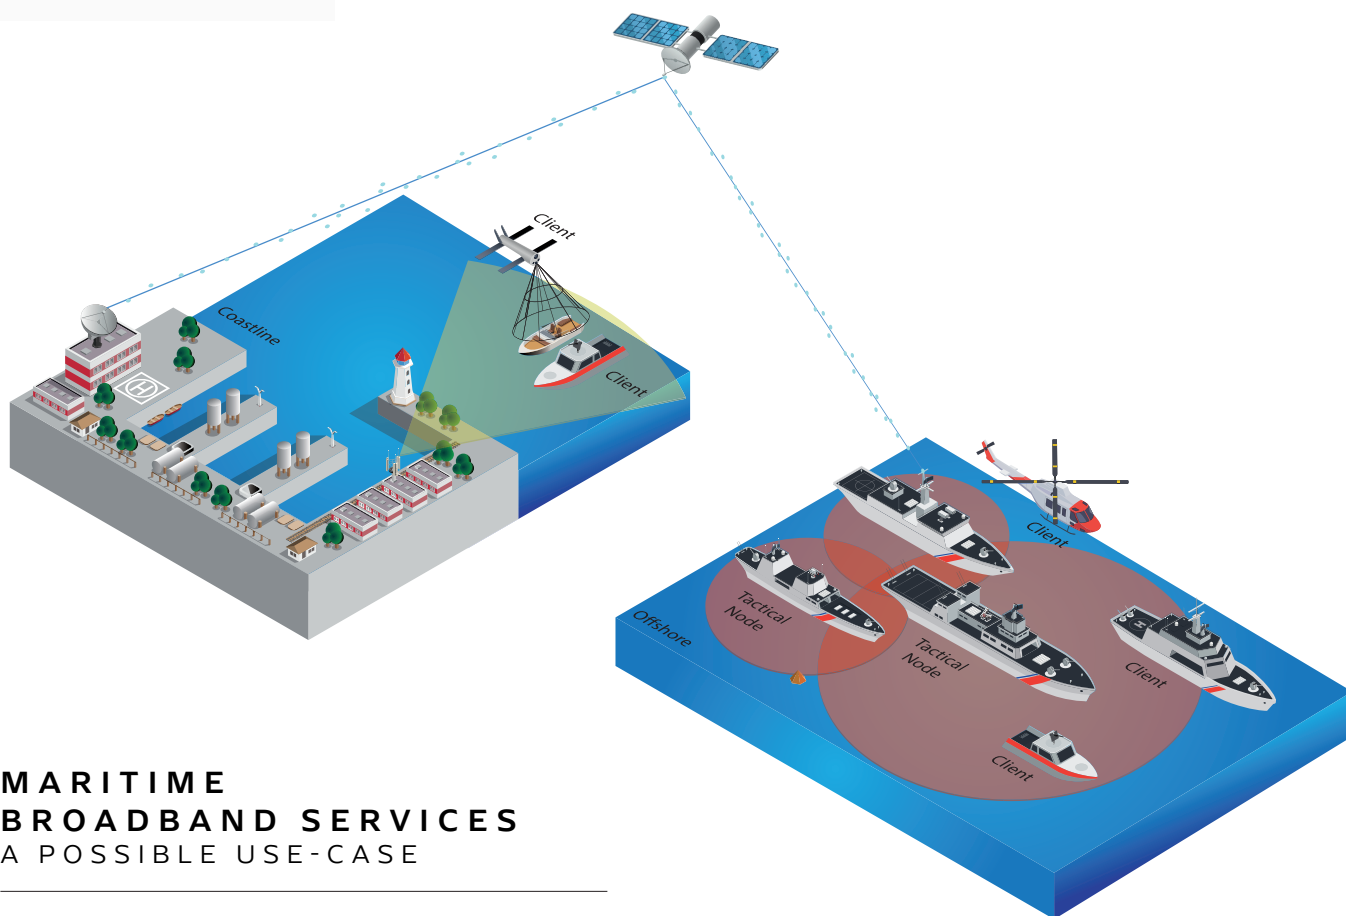 Client
Coastline
Client
Client
Tactical
Node
Offshore
Tactical
Node
Client
Client
MARITIME
BROADBAND SERVICES
A POSSIBLE USE-CASE